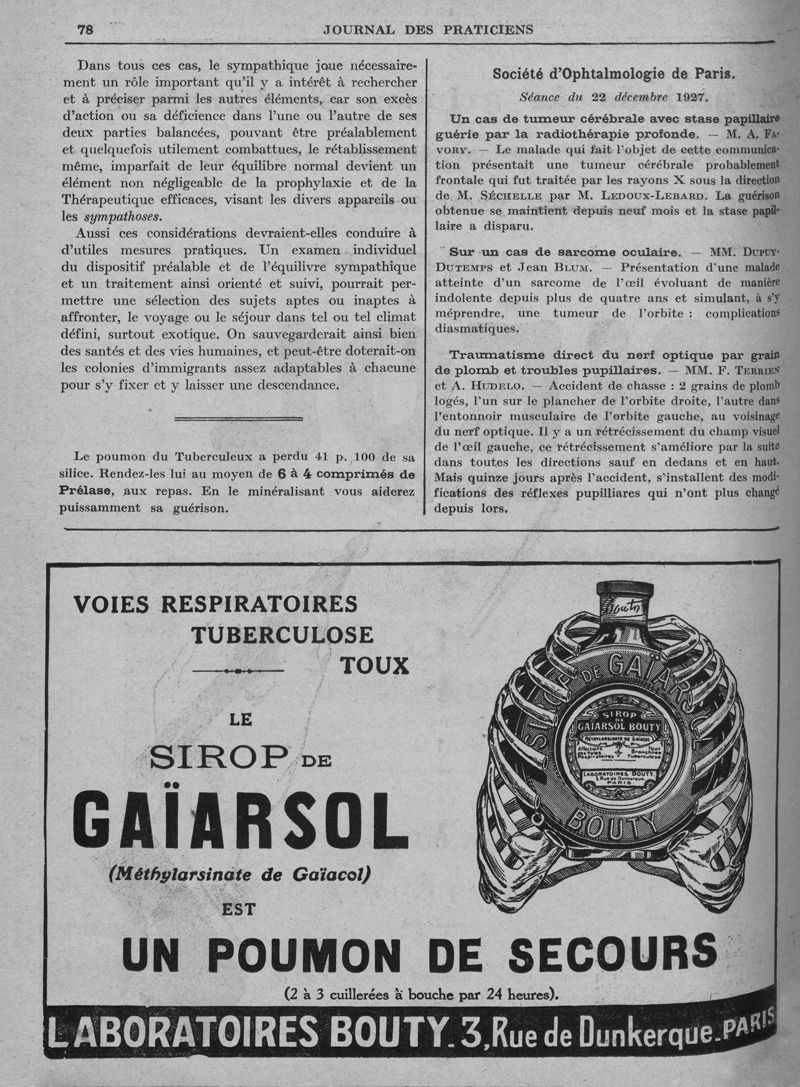 78
JOURNAL DES PRATICIENS
Dans tous ces cas, le sympathique joue nécessaire-
ment un rôle important qu'il y a intérêt à rechercher
et à préciser parmi les autres éléments, car son excès
d'action ou sa déficience dans l'une ou l'autre de ses
deux parties balancées, pouvant être préalablement
et quelquefois utilement combattues, le rétablissement
même, imparfait de leur équilibre normal devient un
élément non négligeable de la prophylaxie et de la
Thérapeutique efficaces, visant les divers appareils ou
les sympathoses.
Aussi ces considérations devraient-elles conduire à
d'utiles mesures pratiques. Un examen individuel
du dispositif préalable et de l'équilivre sympathique
et un traitement ainsi orienté et suivi, pourrait per-
mettre une sélection des sujets aptes ou inaptes à
affronter, le voyage ou le séjour dans tel ou tel climat
défini, surtout exotique. On sauvegarderait ainsi bien
des santés et des vies humaines, et peut-être doterait-on
les colonies d'immigrants assez adaptables à chacune
pour s'y fixer et y laisser une descendance.
Le poumon du Tuberculeux a perdu 41 p. 100 de sa
silice. Rendez-les lui au moyen de 6 à 4 comprimés de
Prélase, aux repas. En le minéralisant vous aiderez
puissamment sa guérison.
Société d'Ophtalmologie de Paris.
Séance du 22 décembre 1927.
Un cas de tumeur cérébrale avec stase papillaire
guérie par la radiothérapie profonde. — M. A. FA-
VORY. — Le malade qui fait l'objet de cette communica-
tion présentait une tumeur cérébrale probablement
frontale qui fut traitée par les rayons X sous la direction
de M. SÉCHELLE par M. LEDOUX-LEBARD. La guérison
obtenue se maintient depuis neuf mois et la stase papil-
laire a disparu.
Sur un cas de sarcome oculaire. — MM. DUPUY-
DUTEMPS et Jean BLUM. — Présentation d'une malade
atteinte d'un sarcome de l'œil évoluant de manière
indolente depuis plus de quatre ans et simulant, à s'y
méprendre, une tumeur de l'orbite : complications
diasmatiques.
Traumatisme direct du nerf optique par grain
de plomb et troubles pupillaires. — MM. F. TERRIEN
et A. HUDELO. — Accident de chasse : 2 grains de plomb
logés, l'un sur le plancher de l'orbite droite, l'autre dans
l'entonnoir musculaire de l'orbite gauche, au voisinage
du nerf optique. Il y a un rétrécissement du champ visuel
de l'œil gauche, ce rétrécissement s'améliore par la suite
dans toutes les directions sauf en dedans et en haut.
Mais quinze jours après l'accident, s'installent des modi-
fications des réflexes pupilliares qui n'ont plus changé
depuis lors.
VOIES RESPIRATOIRES
TUBERCULOSE
TOUX
LE
SIROP DE
GAÏARSOL
(Méthylarsinate de Gaïacol)
EST
UN POUMON DE SECOURS
(2 à 3 cuillerées à bouche par 24 heures).
Bouty
SIROP DE GAÏARSOL
SIROP
DE
GAÏARSOL BOUTY
MÉTHYLARSINATE DE GAÏACOL
Affections Toux
des Voies Bronchites
Respiratoires Tuberculose
LABORATOIRES BOUTY
3 Rue de Dunkerque
PARIS
BOUTY
LABORATOIRES BOUTY_3,Rue de Dunkerque_PARIS